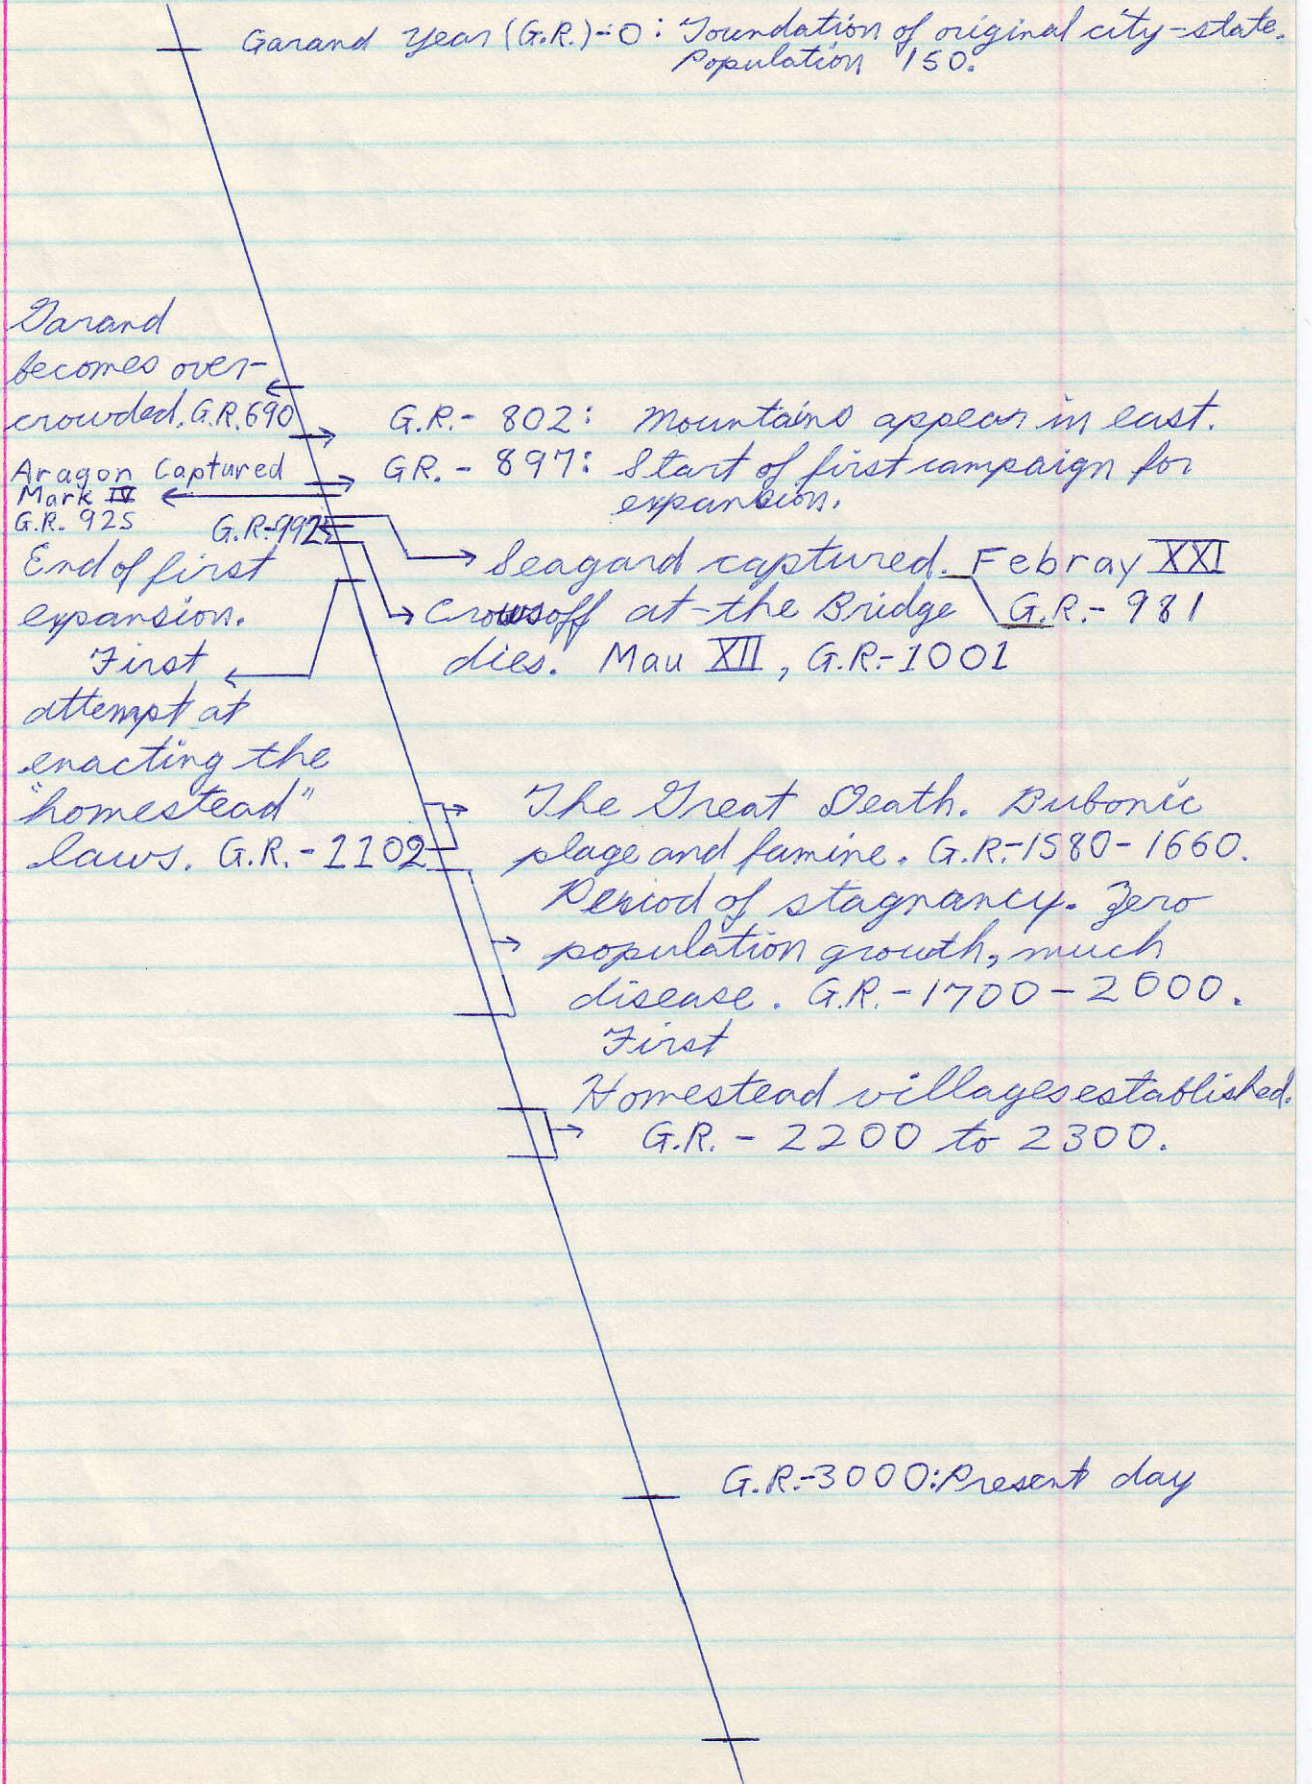 Garand Year (G.R.)-0: Foundation of original city-state.
Population 150.
Garand
becomes over-
crowded. G.R. 690
G.R.- 802: Mountains appear in east.
Aragon Captured
Mark IV
G.R. 925
GR. - 897: Start of first campaign for
expansion.
G.R.-992
End of first
expansion.
Seagard captured. Febray XXI
G.R.- 981
Crowsoff at the Bridge
dies. Mau XII, G.R.-1001
First
attempt at
enacting the
"homestead"
laws. G.R.-1102
The Great Death. Bubonic
plage and famine. G.R.-1580-1660.
Period of stagnancy. Zero
population growth, much
disease. G.R.-1700-2000.
First
Homestead villages established.
G.R. - 2200 to 2300.
G.R.-3000: Present day